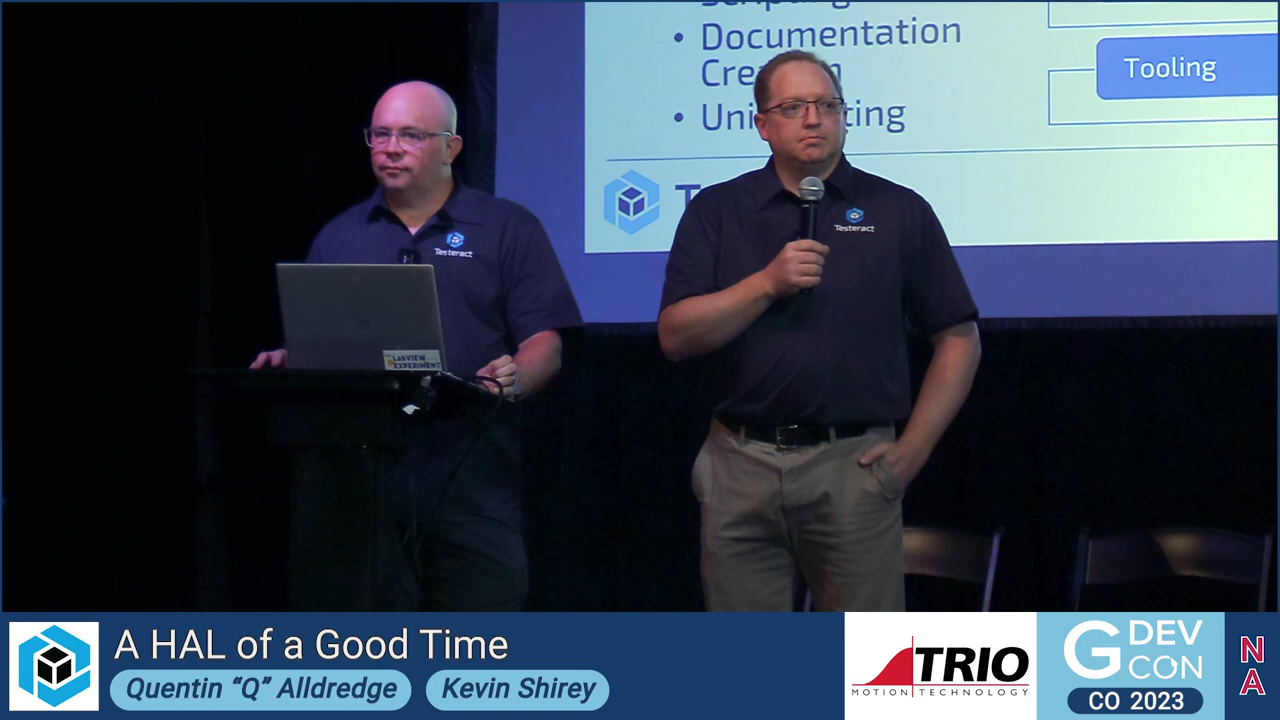 • Documentation
• Uni
ting
Tooling
Testeract
Testeract
LabVIEW
EXPERIMENT
A HAL of a Good Time
Quentin “Q” Alldredge
Kevin Shirey
TRIO
MOTION TECHNOLOGY
G DEV
CON
CO 2023
NA